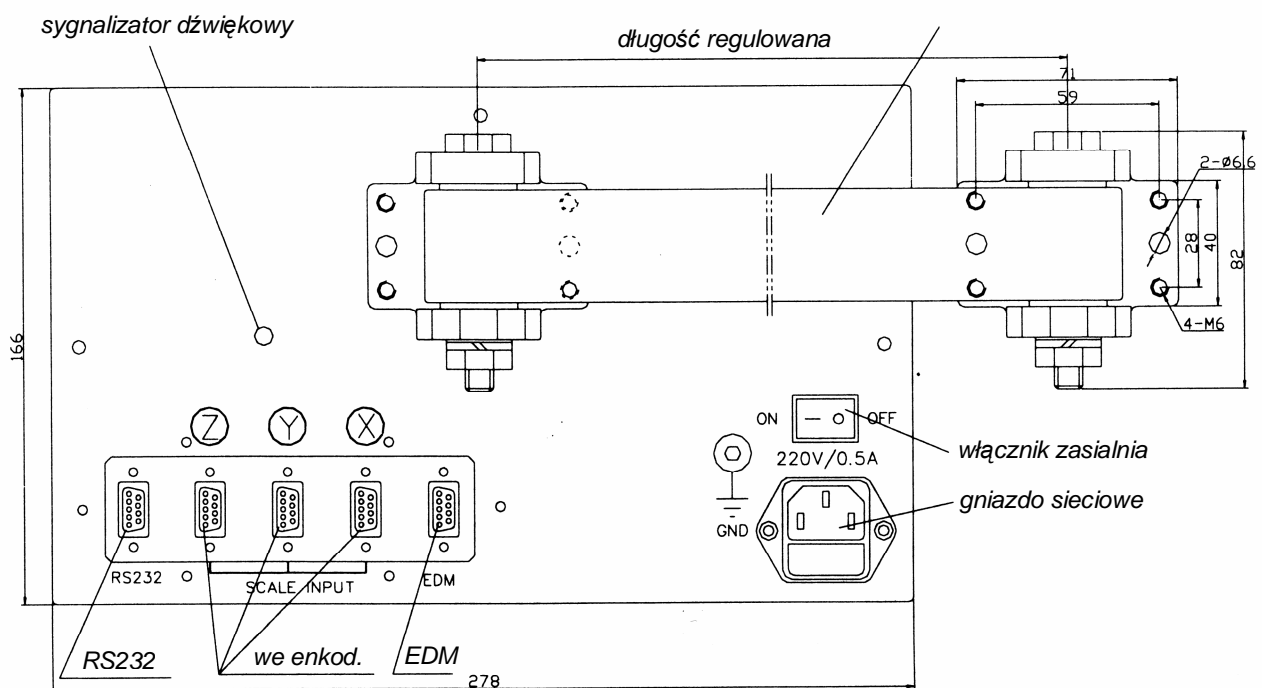 sygnalizator dźwiękowy
długość regulowana
71
59
2-Ø6.6
28
40
82
4-M6
166
Z Y X
ON OFF
220V/0.5A
włącznik zasialnia
gniazdo sieciowe
GND
RS232
SCALE INPUT
EDM
RS232
we enkod.
EDM
278